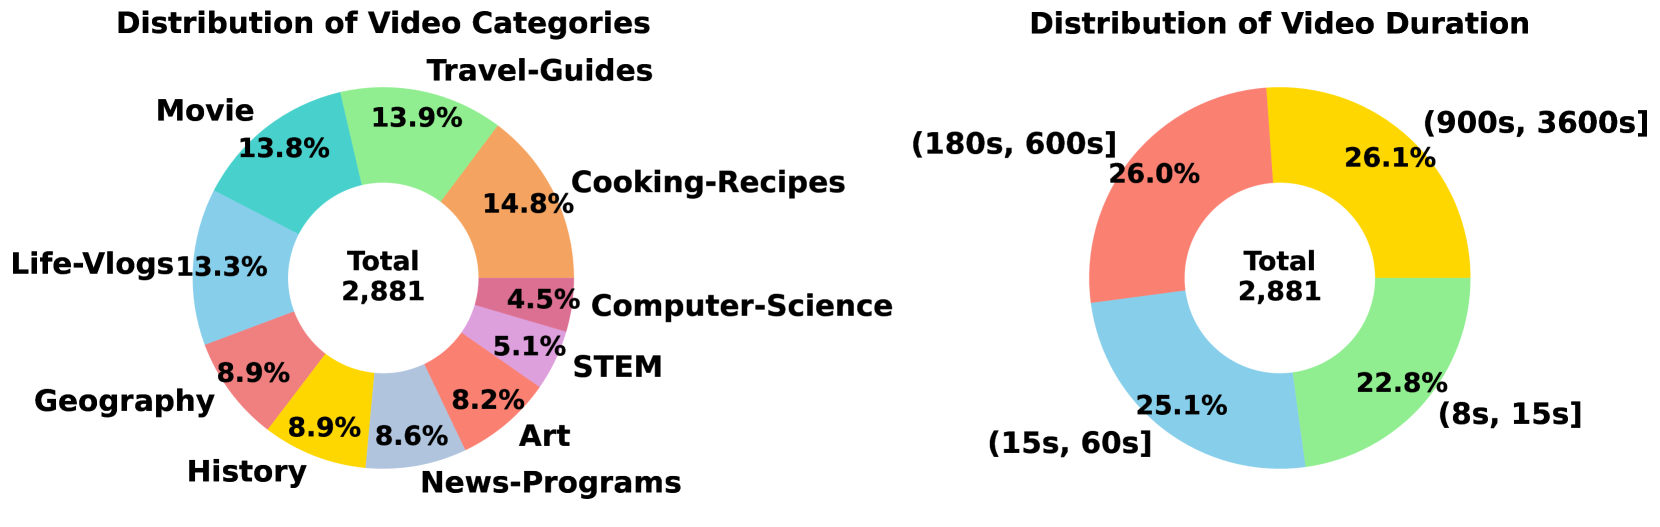 Distribution of Video Categories
Travel-Guides
13.9%
Movie
13.8%
Cooking-Recipes
14.8%
Life-Vlogs
13.3%
Total
2,881
4.5%
Computer-Science
5.1%
STEM
8.9%
Geography
8.2%
Art
8.9%
History
8.6%
News-Programs
Distribution of Video Duration
(900s, 3600s]
26.1%
(180s, 600s]
26.0%
Total
2,881
22.8%
(8s, 15s]
25.1%
(15s, 60s]